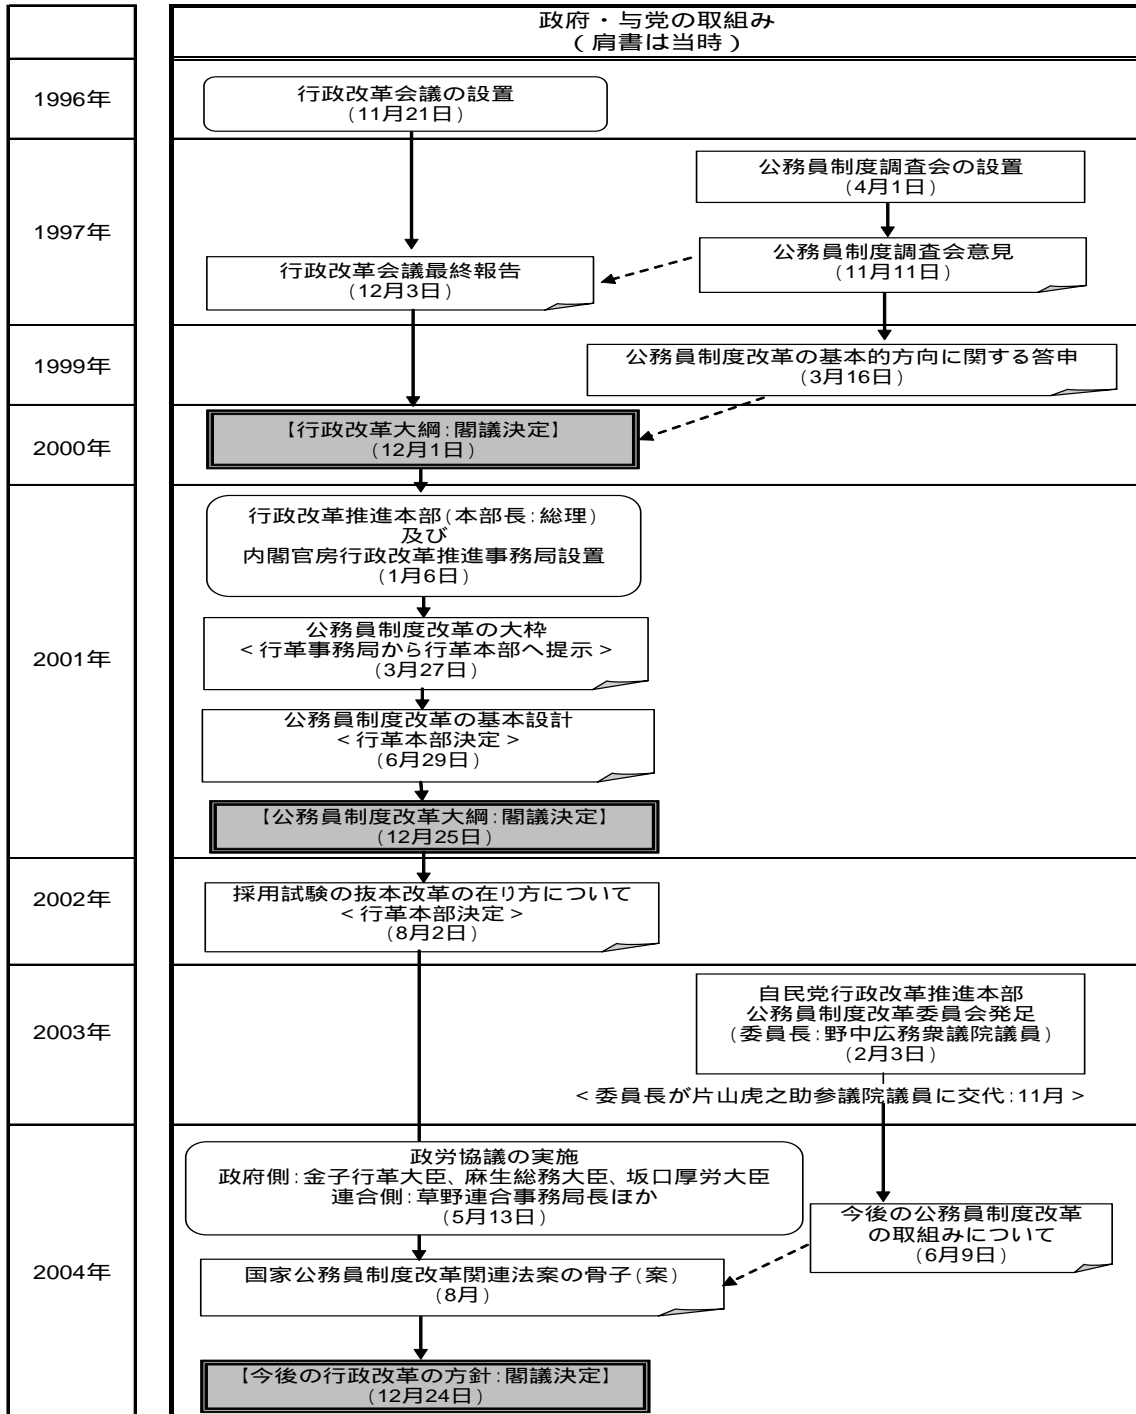 政府・与党の取組み
(肩書は当時)
1996年
行政改革会議の設置
(11月21日)
1997年
公務員制度調査会の設置
(4月1日)
公務員制度調査会意見
(11月11日)
行政改革会議最終報告
(12月3日)
1999年
公務員制度改革の基本的方向に関する答申
(3月16日)
2000年
【行政改革大綱:閣議決定】
(12月1日)
2001年
行政改革推進本部(本部長:総理)
及び
内閣官房行政改革推進事務局設置
(1月6日)
公務員制度改革の大枠
<行革事務局から行革本部へ提示>
(3月27日)
公務員制度改革の基本設計
<行革本部決定>
(6月29日)
【公務員制度改革大綱:閣議決定】
(12月25日)
2002年
採用試験の抜本改革の在り方について
<行革本部決定>
(8月2日)
2003年
自民党行政改革推進本部
公務員制度改革委員会発足
(委員長:野中広務衆議院議員)
(2月3日)
<委員長が片山虎之助参議院議員に交代:11月>
2004年
政労協議の実施
政府側:金子行革大臣、麻生総務大臣、坂口厚労大臣
連合側:草野連合事務局長ほか
(5月13日)
今後の公務員制度改革
の取組みについて
(6月9日)
国家公務員制度改革関連法案の骨子(案)
(8月)
【今後の行政改革の方針:閣議決定】
(12月24日)